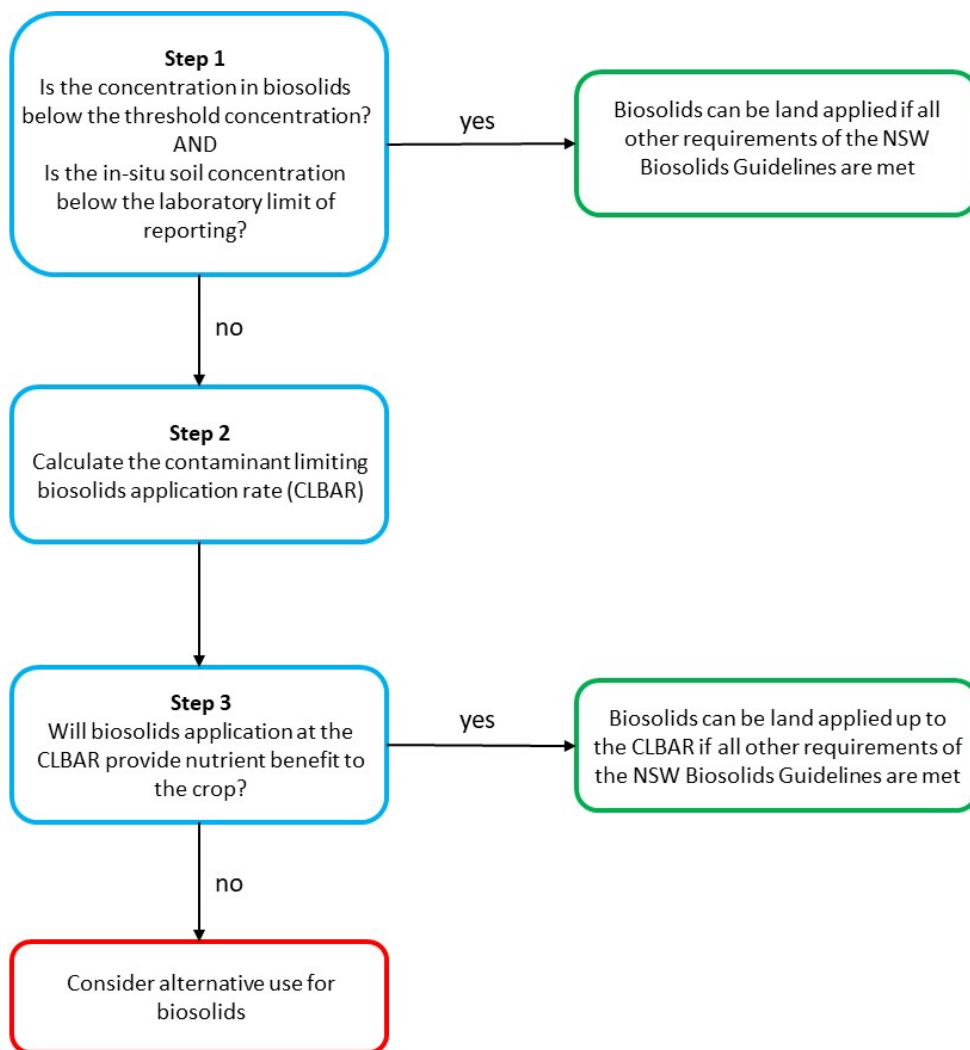 Step 1
Is the concentration in biosolids
below the threshold concentration?
AND
Is the in-situ soil concentration
below the laboratory limit of
reporting?
yes
Biosolids can be land applied if all
other requirements of the NSW
Biosolids Guidelines are met
no
Step 2
Calculate the contaminant limiting
biosolids application rate (CLBAR)
Step 3
Will biosolids application at the
CLBAR provide nutrient benefit to
the crop?
yes
Biosolids can be land applied up to
the CLBAR if all other requirements of
the NSW Biosolids Guidelines are met
no
Consider alternative use for
biosolids